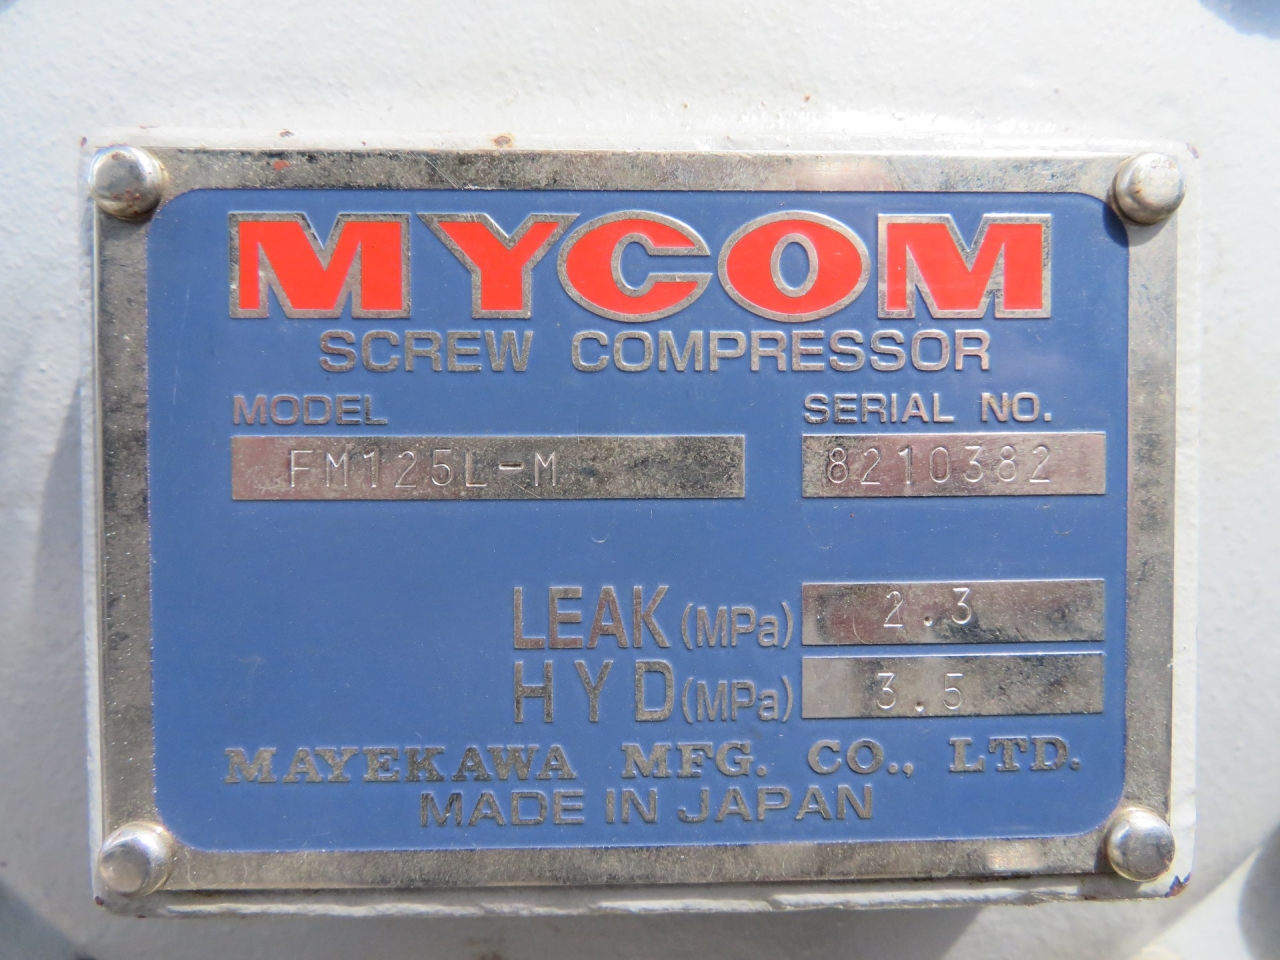 MYCOM
SCREW COMPRESSOR
MODEL SERIAL NO.
FM125L-M 8210382
LEAK (MPa) 2.3
HYD (MPa) 3.5
MAYEKAWA MFG. CO., LTD.
MADE IN JAPAN